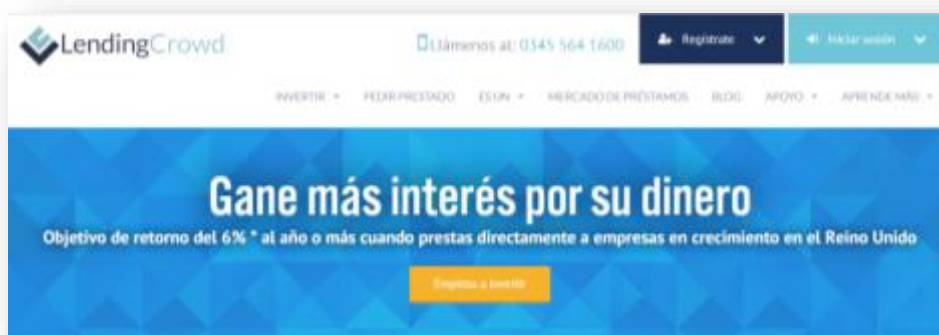 LendingCrowd
Llámenos al: 0345 564 1600
Regístrate
Iniciar sesión
INVERTIR PEDIR PRESTADO ES UN MERCADO DE PRÉSTAMOS BLOG APOYO APRENDE MÁS
Gane más interés por su dinero
Objetivo de retorno del 6% * al año o más cuando prestas directamente a empresas en crecimiento en el Reino Unido
Empieza a invertir